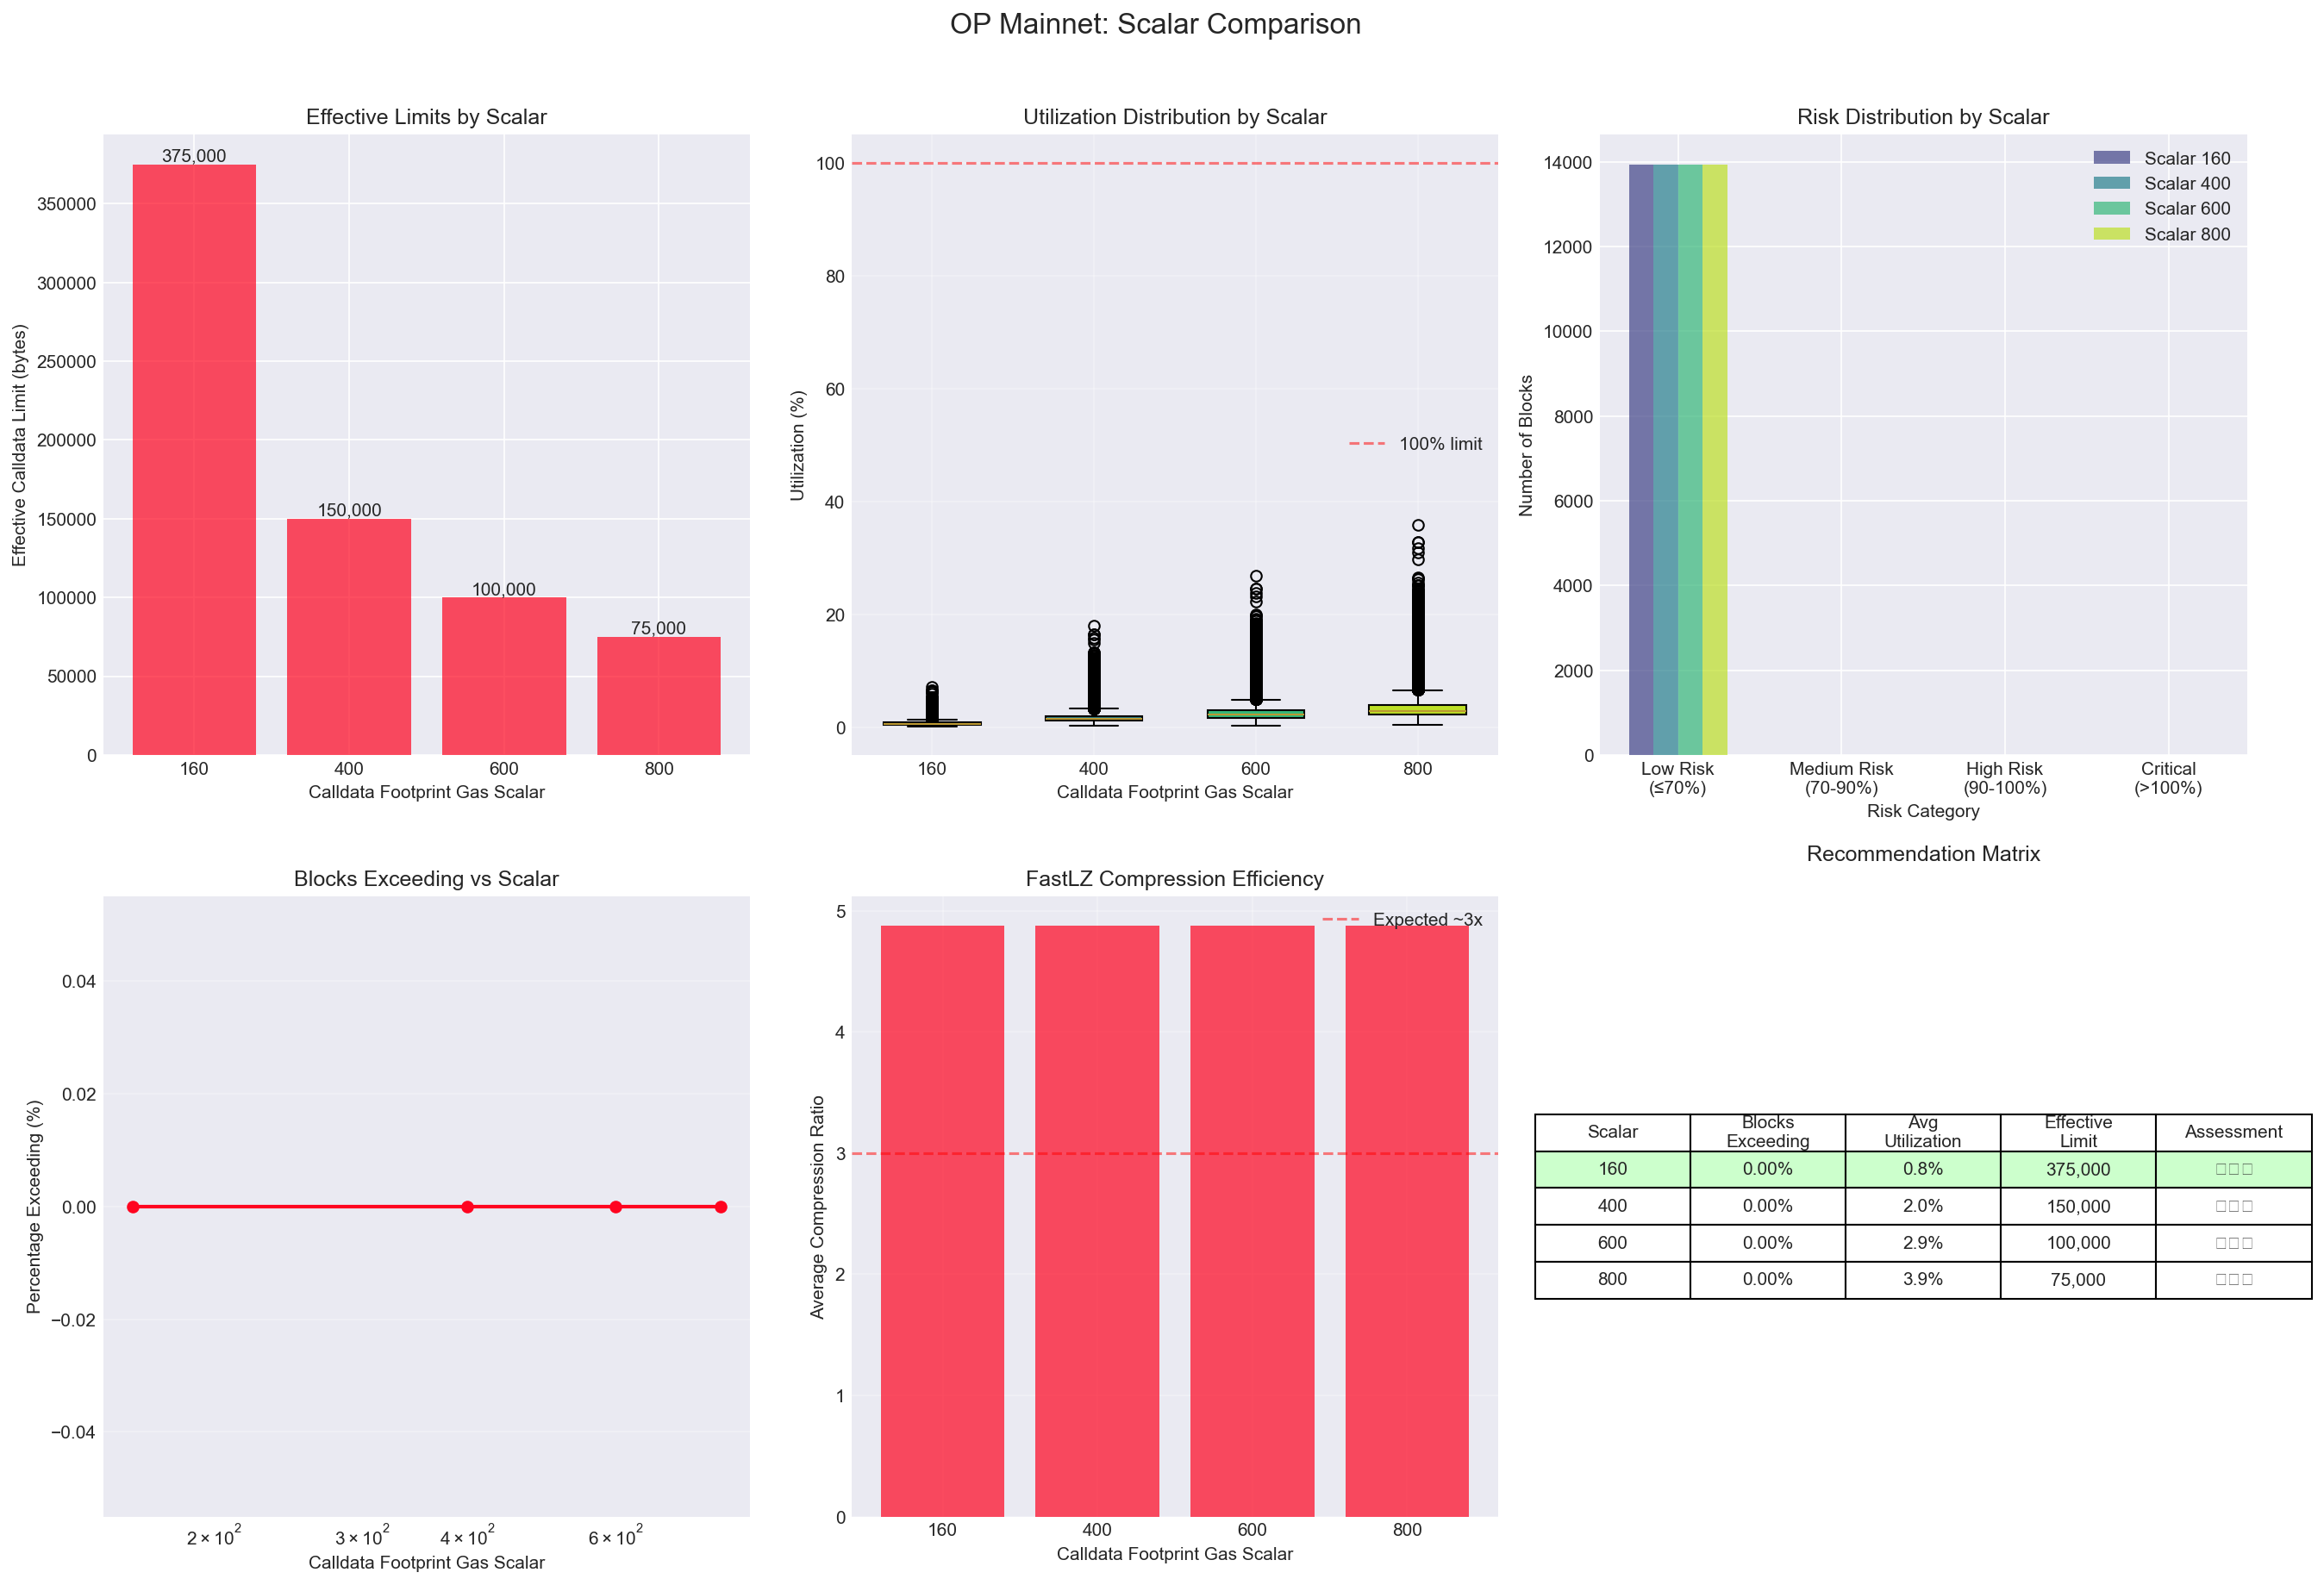 OP Mainnet: Scalar Comparison
Effective Limits by Scalar
Effective Calldata Limit (bytes)
350000
300000
250000
200000
150000
100000
50000
0
375,000
150,000
100,000
75,000
160 400 600 800
Calldata Footprint Gas Scalar
Utilization Distribution by Scalar
Utilization (%)
100
80
60
40
20
0
100% limit
160 400 600 800
Calldata Footprint Gas Scalar
Risk Distribution by Scalar
Number of Blocks
14000
12000
10000
8000
6000
4000
2000
0
Scalar 160
Scalar 400
Scalar 600
Scalar 800
Low Risk Medium Risk High Risk Critical
(≤70%) (70-90%) (90-100%) (>100%)
Risk Category
Blocks Exceeding vs Scalar
Percentage Exceeding (%)
0.04
0.02
0.00
−0.02
−0.04
2 × 10² 3 × 10² 4 × 10² 6 × 10²
Calldata Footprint Gas Scalar
FastLZ Compression Efficiency
Average Compression Ratio
5
4
3
2
1
0
Expected ~3x
160 400 600 800
Calldata Footprint Gas Scalar
Recommendation Matrix
Scalar Blocks Exceeding Avg Utilization Effective Limit Assessment
160 0.00% 0.8% 375,000
400 0.00% 2.0% 150,000
600 0.00% 2.9% 100,000
800 0.00% 3.9% 75,000